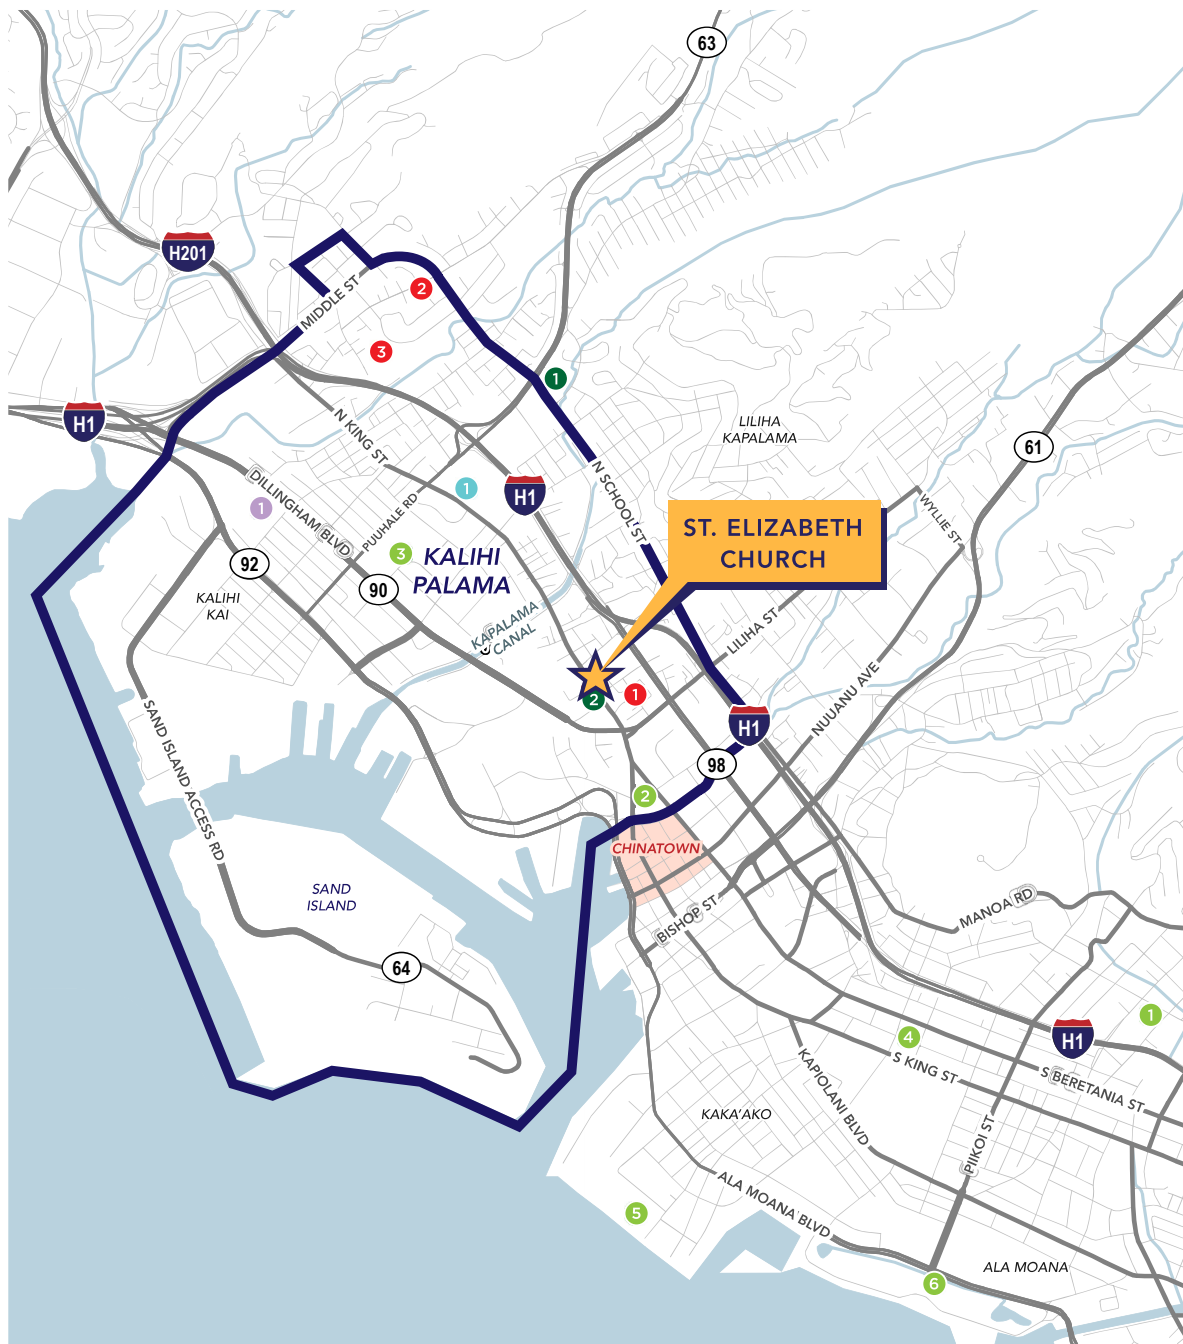 63
H201
MIDDLE ST
2
3
1
H1
N KING ST
LILIHA
KAPALAMA
61
N SCHOOL ST
DILLINGHAM BLVD
1
PUUHALE RD
1
H1
WYLLIE ST
ST. ELIZABETH
CHURCH
3
KALIHI
PALAMA
92
90
KALIHI
KAI
KAPALAMA
CANAL
LILIHA ST
2
1
NUUANU AVE
H1
SAND ISLAND ACCESS RD
98
2
CHINATOWN
SAND
ISLAND
BISHOP ST
MANOA RD
64
1
4
H1
S KING ST
S BERETANIA ST
KAPIOLANI BLVD
KAKA'AKO
PIIKOI ST
ALA MOANA BLVD
5
ALA MOANA
6